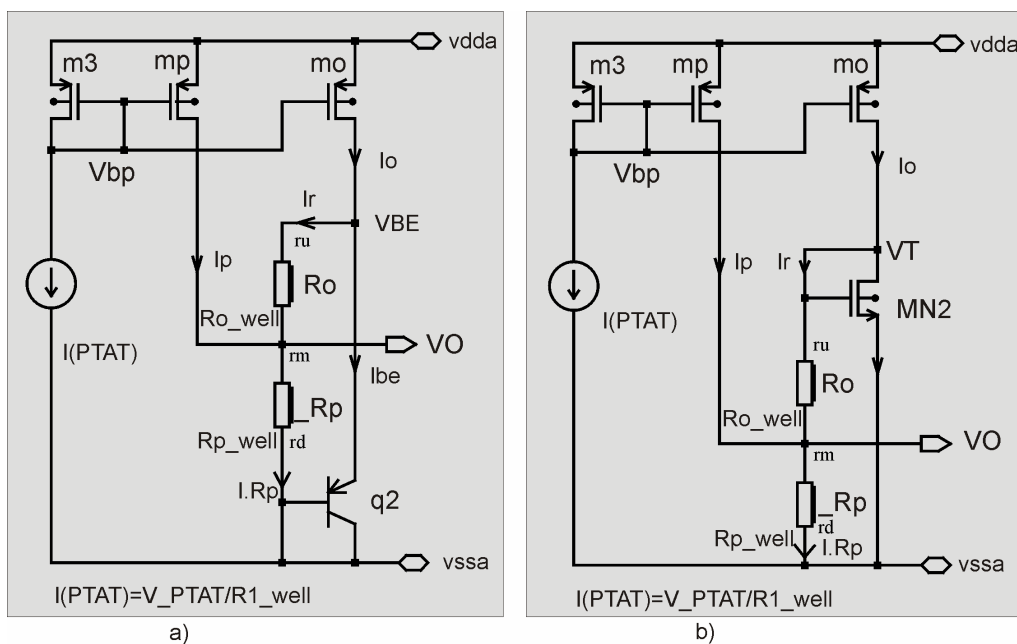 vdda
m3
mp
mo
Vbp
Io
Ir
VBE
ru
Ip
Ro
Ro_well
I(PTAT)
VO
rm
Ibe
_Rp
Rp_well
rd
I.Rp
q2
vssa
I(PTAT)=V_PTAT/R1_well
a)
vdda
m3
mp
mo
Vbp
Io
VT
Ip
Ir
MN2
I(PTAT)
ru
Ro
Ro_well
VO
rm
_Rp
rd
Rp_well
I.Rp
vssa
I(PTAT)=V_PTAT/R1_well
b)